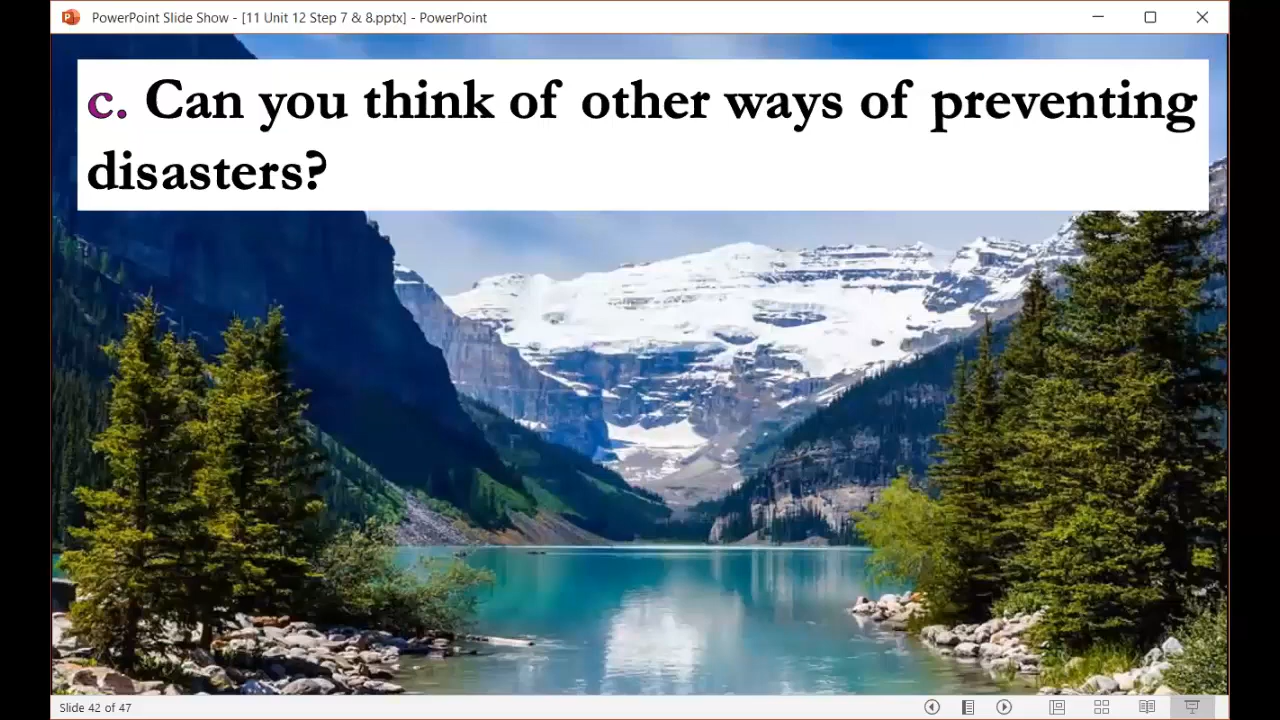 PowerPoint Slide Show - [11 Unit 12 Step 7 & 8.pptx] - PowerPoint
c. Can you think of other ways of preventing
disasters?
Slide 42 of 47